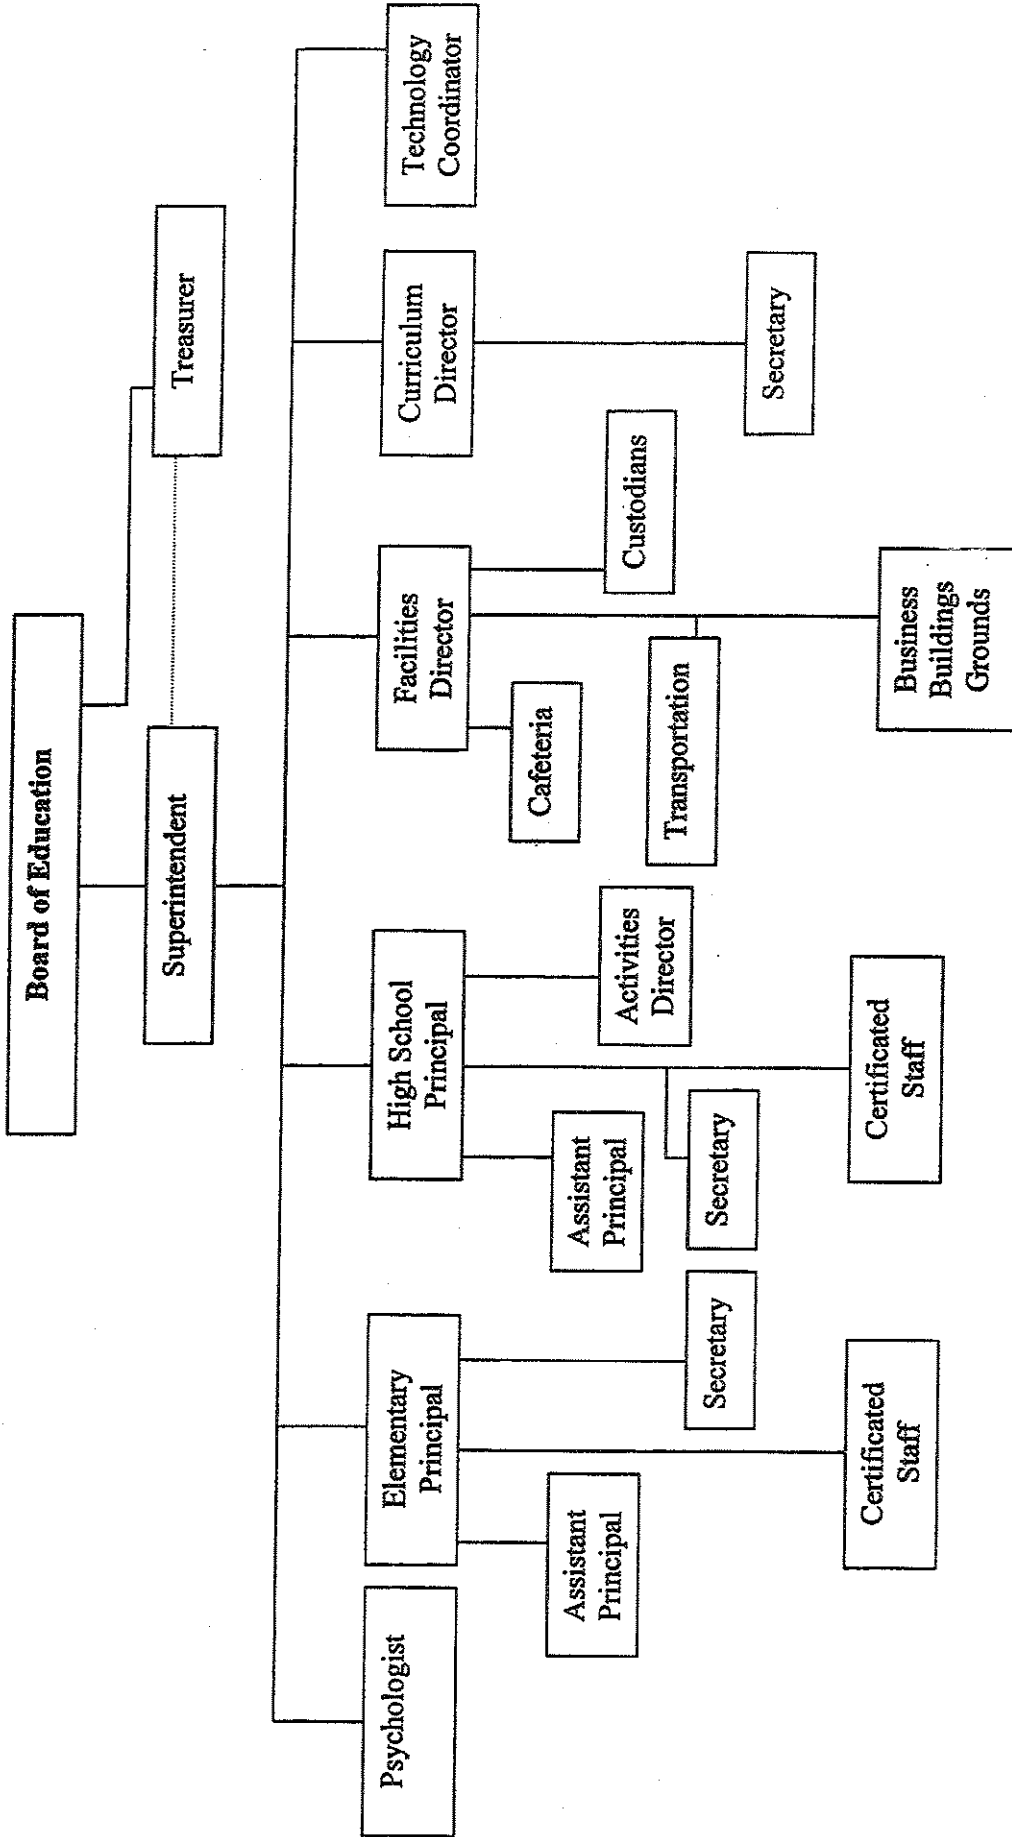 Board of Education
Superintendent
Treasurer
Psychologist
Elementary
Principal
High School
Principal
Facilities
Director
Curriculum
Director
Technology
Coordinator
Assistant
Principal
Secretary
Certificated
Staff
Assistant
Principal
Secretary
Activities
Director
Certificated
Staff
Cafeteria
Transportation
Custodians
Business
Buildings
Grounds
Secretary